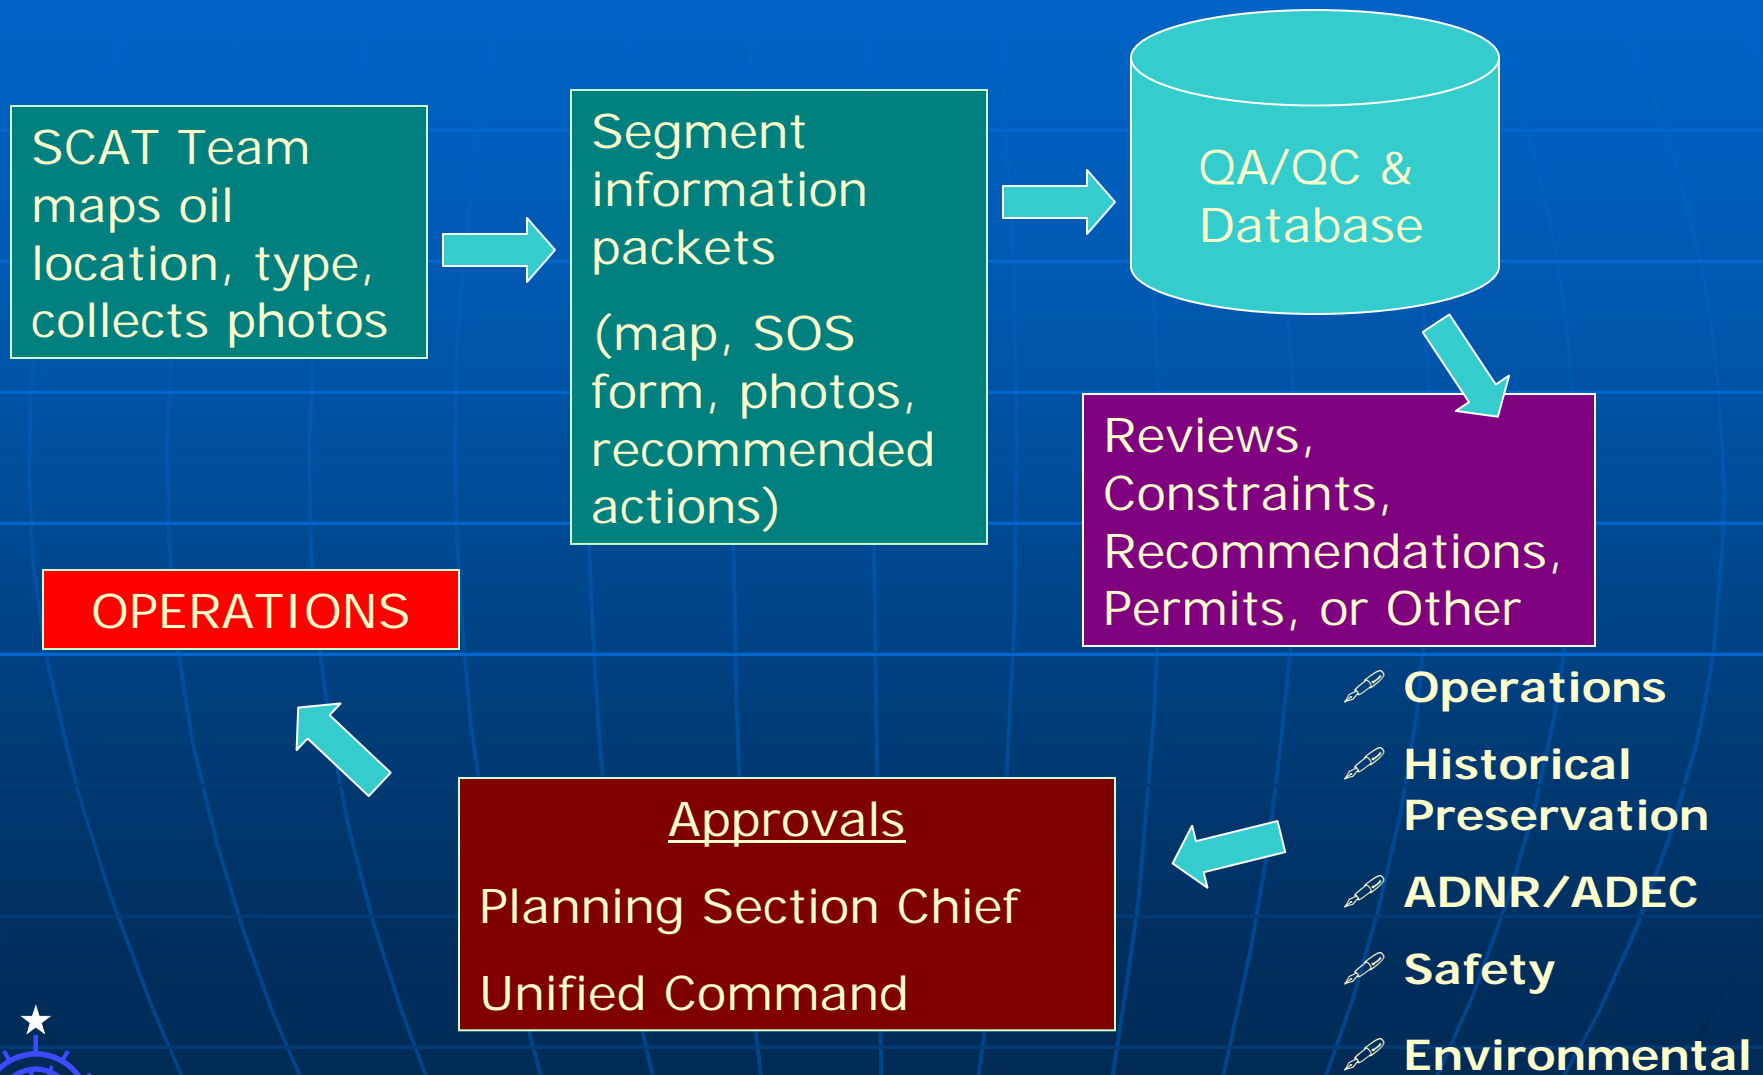 SCAT Team
maps oil
location, type,
collects photos
Segment
information
packets
(map, SOS
form, photos,
recommended
actions)
QA/QC &
Database
Reviews,
Constraints,
Recommendations,
Permits, or Other
Operations
Historical
Preservation
ADNR/ADEC
Safety
Environmental
Approvals
Planning Section Chief
Unified Command
OPERATIONS